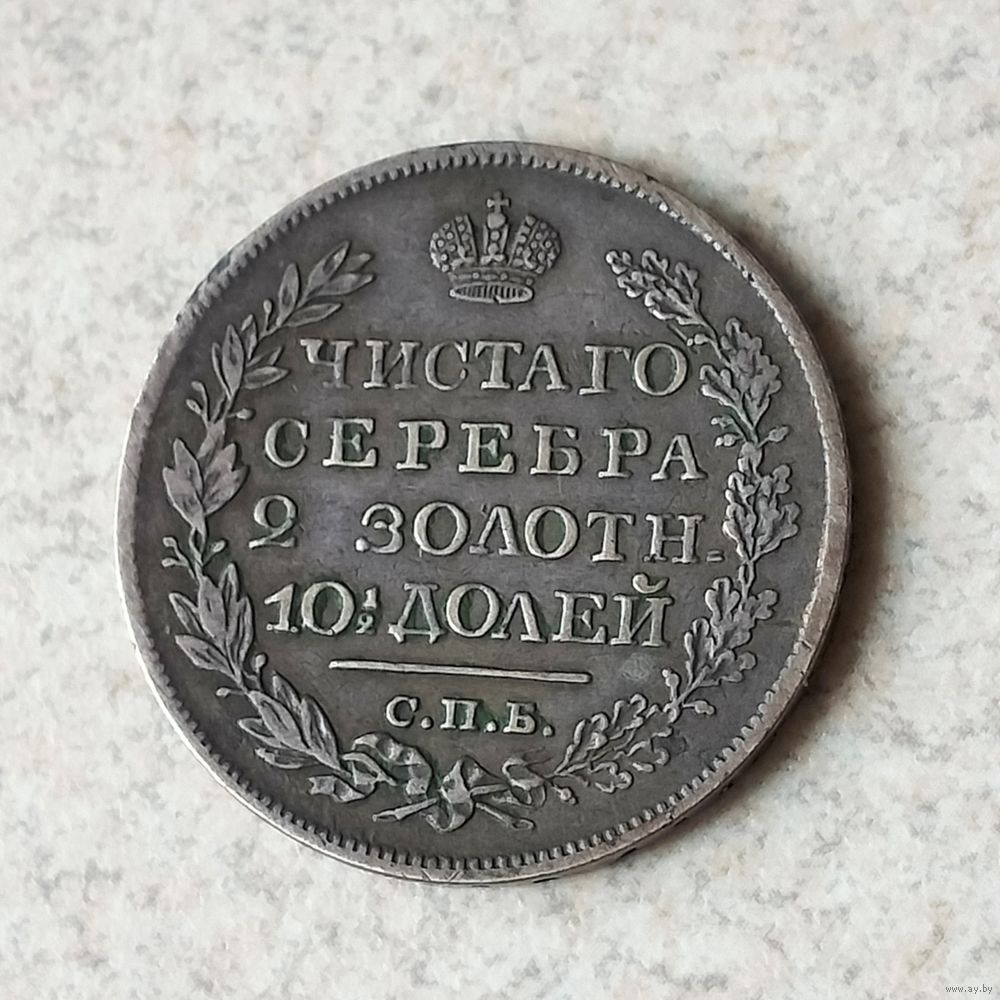 ЧИСТАГО
СЕРЕБРА
2 ЗОЛОТН=
10½ ДОЛЕЙ
С.П.Б.
www.ay.by